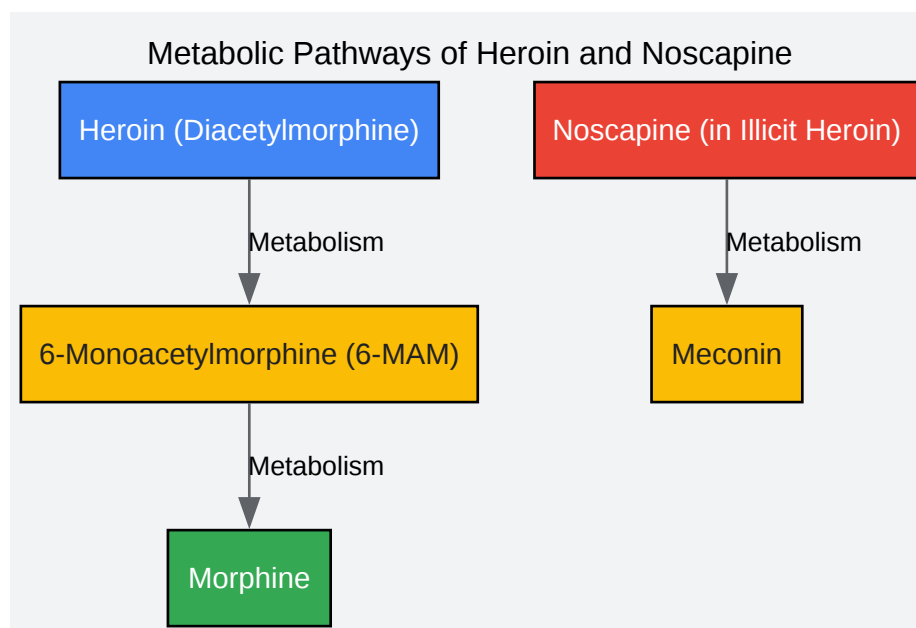 Metabolic Pathways of Heroin and Noscapine
Heroin (Diacetylmorphine)
Noscapine (in Illicit Heroin)
Metabolism
Metabolism
6-Monoacetylmorphine (6-MAM)
Meconin
Metabolism
Morphine